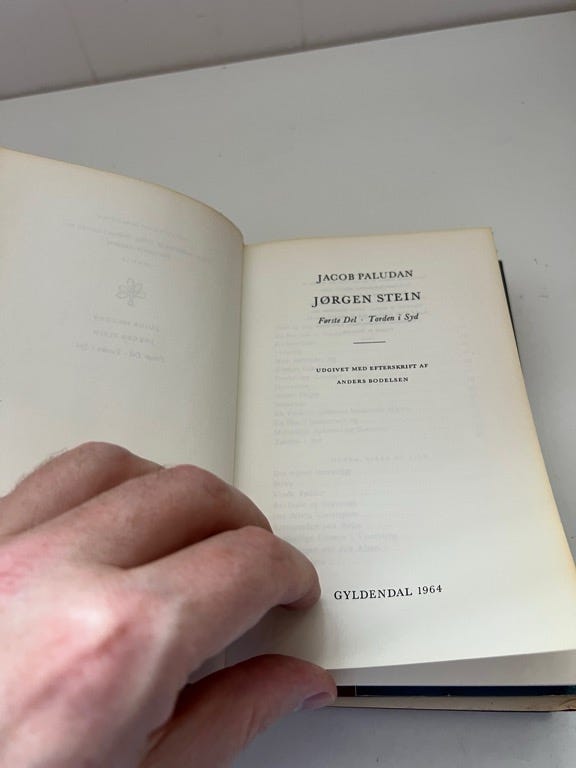 JACOB PALUDAN
JØRGEN STEIN
Første Del · Torden i Syd
UDGIVET MED EFTERSKRIFT AF
ANDERS BODELSEN
GYLDENDAL 1964